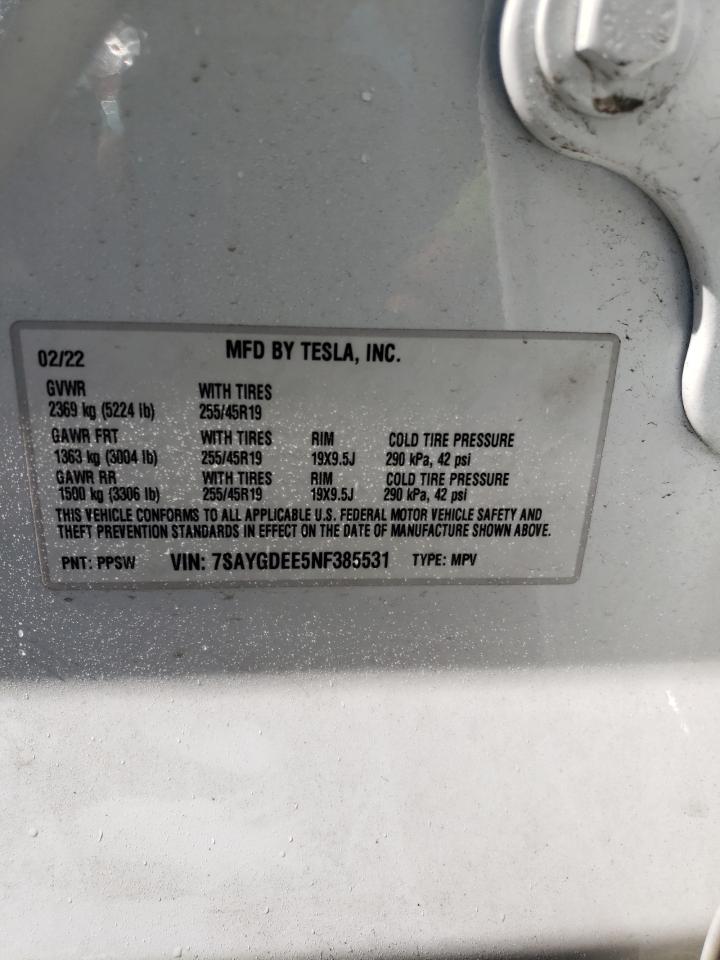 02/22 MFD BY TESLA, INC.
GVWR WITH TIRES
2369 kg (5224 lb) 255/45R19
GAWR FRT WITH TIRES RIM COLD TIRE PRESSURE
1363 kg (3004 lb) 255/45R19 19X9.5J 290 kPa, 42 psi
GAWR RR WITH TIRES RIM COLD TIRE PRESSURE
1500 kg (3306 lb) 255/45R19 19X9.5J 290 kPa, 42 psi
THIS VEHICLE CONFORMS TO ALL APPLICABLE U.S. FEDERAL MOTOR VEHICLE SAFETY AND
THEFT PREVENTION STANDARDS IN EFFECT ON THE DATE OF MANUFACTURE SHOWN ABOVE.
PNT: PPSW VIN: 7SAYGDEE5NF385531 TYPE: MPV